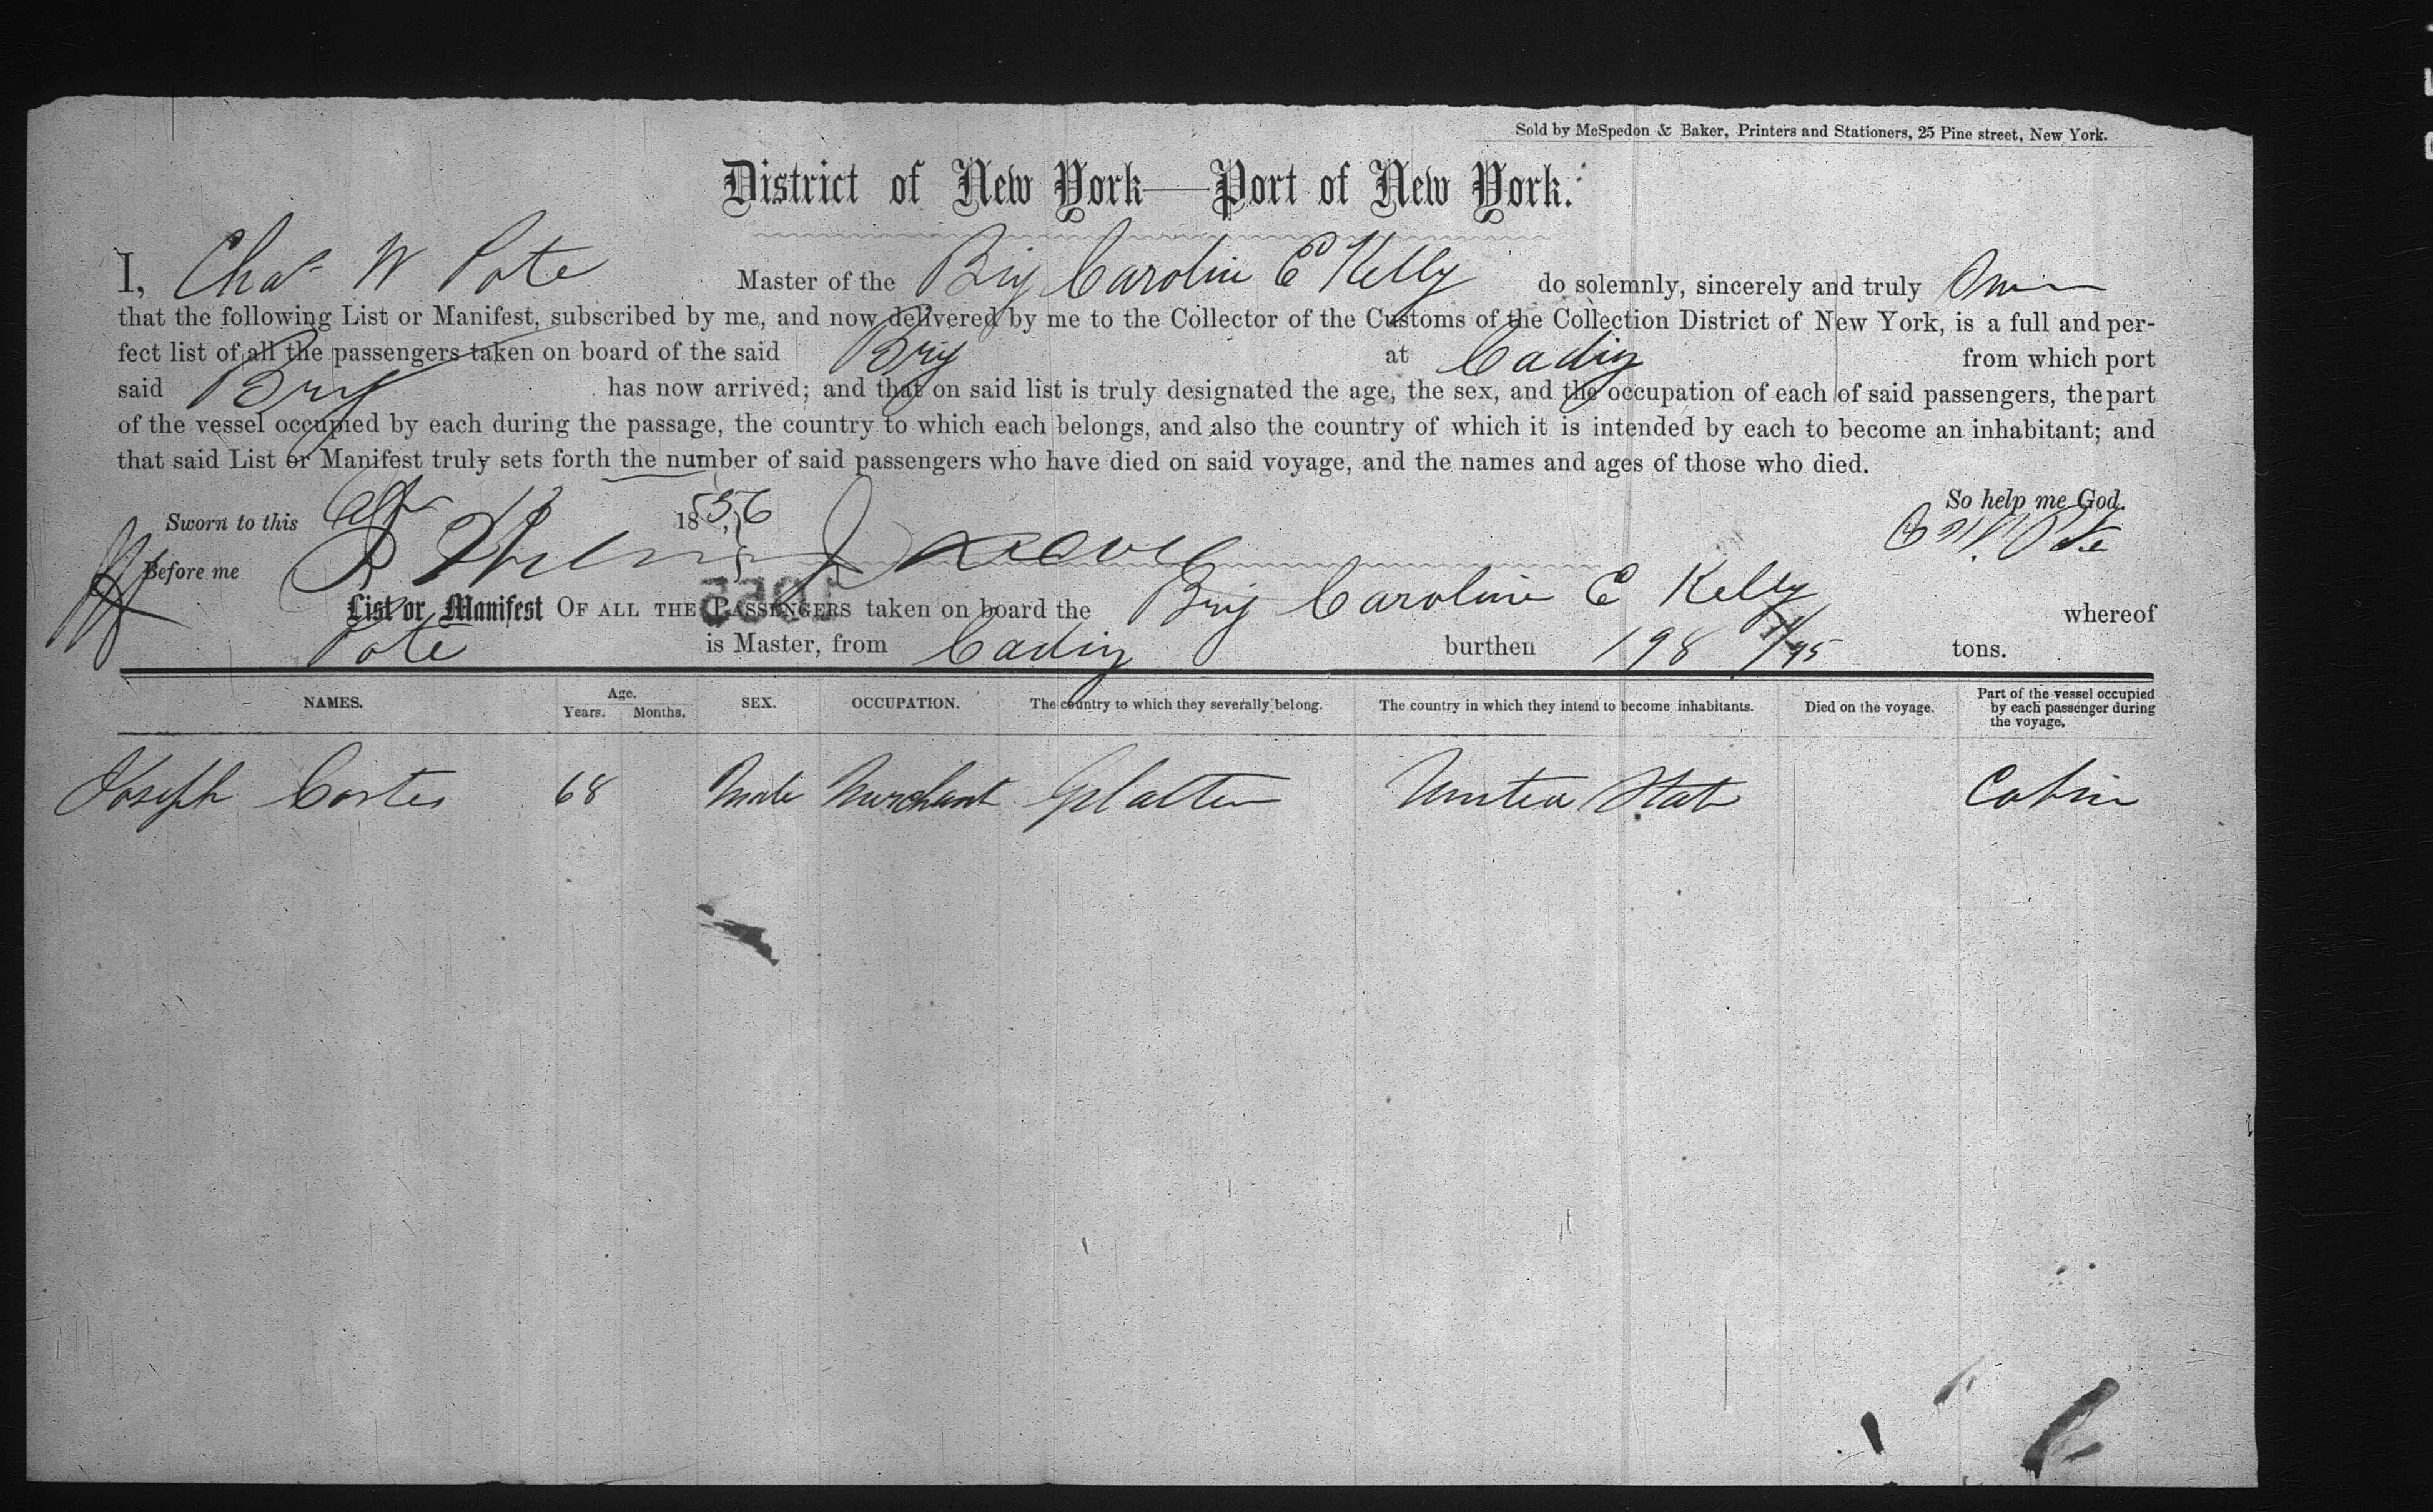 Sold by McSpedon & Baker, Printers and Stationers, 25 Pine street, New York.
District of New York—Port of New York.
I, Chas W Pote Master of the Brig Caroline E Kelly do solemnly, sincerely and truly
that the following List or Manifest, subscribed by me, and now delivered by me to the Collector of the Customs of the Collection District of New York, is a full and per-
fect list of all the passengers taken on board of the said Brig at Cadiz from which port
said Brig has now arrived; and that on said list is truly designated the age, the sex, and the occupation of each of said passengers, the part
of the vessel occupied by each during the passage, the country to which each belongs, and also the country of which it is intended by each to become an inhabitant; and
that said List or Manifest truly sets forth the number of said passengers who have died on said voyage, and the names and ages of those who died.
So help me God.
Sworn to this 1856
C W Pote
Before me
List or Manifest OF ALL THE PASSENGERS taken on board the Brig Caroline E Kelly whereof
Pote is Master, from Cadiz burthen 198 /95 tons.
NAMES. Age. Years. Months. SEX. OCCUPATION. The country to which they severally belong. The country in which they intend to become inhabitants. Died on the voyage. Part of the vessel occupied by each passenger during the voyage.
Joseph Cortes 68 Male Merchant United States Cabin